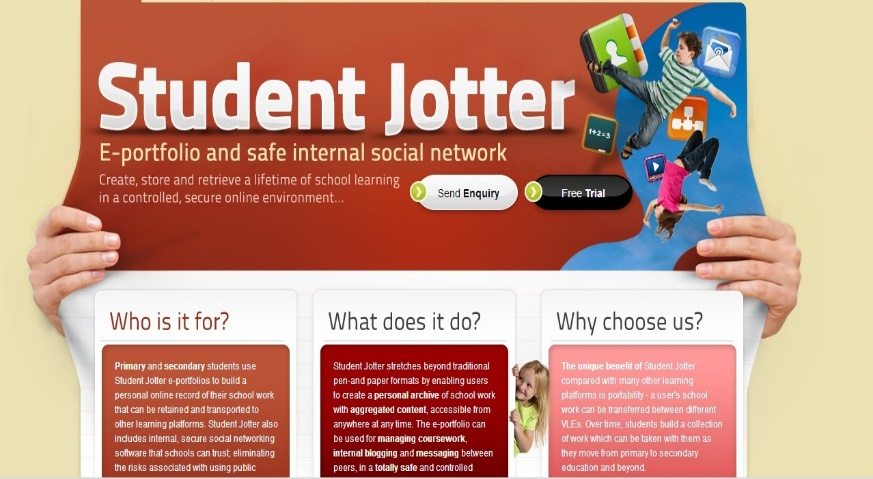 Student Jotter
E-portfolio and safe internal social network
Create, store and retrieve a lifetime of school learning
in a controlled, secure online environment...
Send Enquiry
Free Trial
1+2=3
Who is it for?
Primary and secondary students use
Student Jotter e-portfolios to build a
personal online record of their school work
that can be retained and transported to
other learning platforms. Student Jotter also
includes internal, secure social networking
software that schools can trust; eliminating
the risks associated with using public
What does it do?
Student Jotter stretches beyond traditional
pen-and paper formats by enabling users
to create a personal archive of school work
with aggregated content, accessible from
anywhere at any time. The e-portfolio can
be used for managing coursework,
internal blogging and messaging between
peers, in a totally safe and controlled
Why choose us?
The unique benefit of Student Jotter
compared with many other learning
platforms is portability - a user's school
work can be transferred between different
VLEs. Over time, students build a collection
of work which can be taken with them as
they move from primary to secondary
education and beyond.